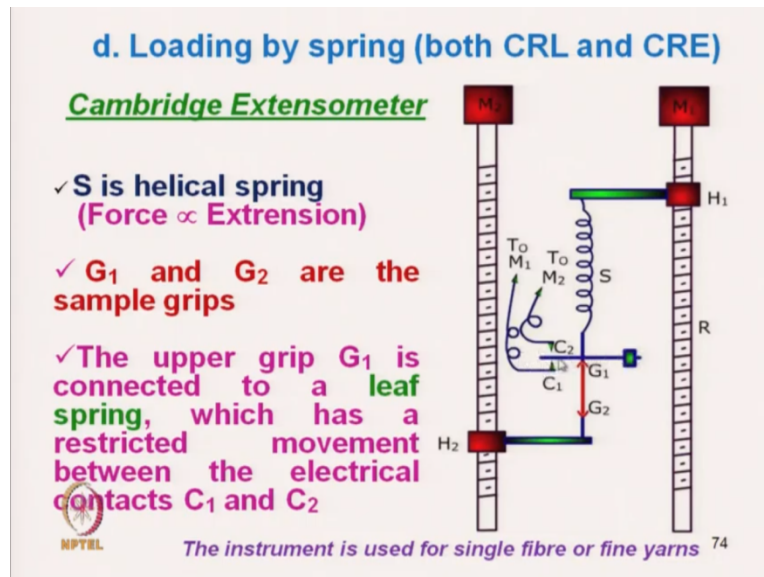 d. Loading by spring (both CRL and CRE)
Cambridge Extensometer
✓ S is helical spring
(Force ∝ Extrension)
✓ G₁ and G₂ are the
sample grips
✓The upper grip G₁ is
connected to a leaf
spring, which has a
restricted movement
between the electrical
contacts C₁ and C₂
M₂
M₁
H₁
To
M₁
To
M₂
S
R
C₂
G₁
C₁
G₂
H₂
NPTEL
The instrument is used for single fibre or fine yarns
74